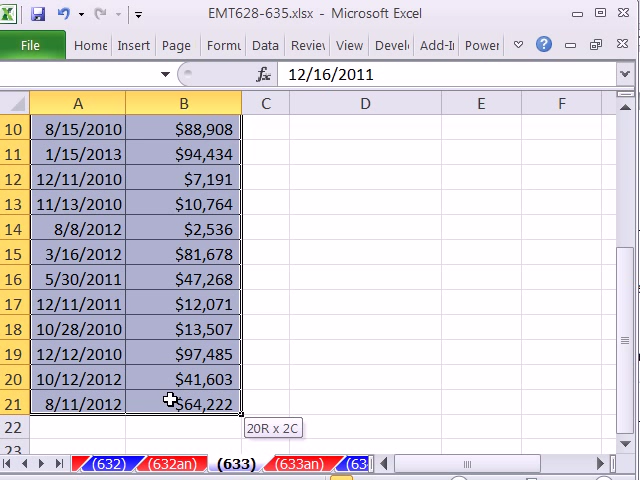 EMT628-635.xlsx - Microsoft Excel
File Home Insert Page Form Data Revie View Devel Add-I Power
fx 12/16/2011
A B C D E F
10 8/15/2010 $88,908
11 1/15/2013 $94,434
12 12/11/2010 $7,191
13 11/13/2010 $10,764
14 8/8/2012 $2,536
15 3/16/2012 $81,678
16 5/30/2011 $47,268
17 12/11/2011 $12,071
18 10/28/2010 $13,507
19 12/12/2010 $97,485
20 10/12/2012 $41,603
21 8/11/2012 $64,222
22 20R x 2C
23
(632) (632an) (633) (633an) (63